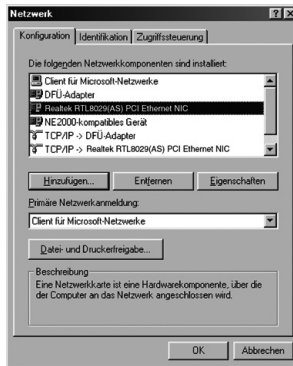 Netzwerk
Konfiguration Identifikation Zugriffssteuerung
Die folgenden Netzwerkkomponenten sind installiert:
Client für Microsoft-Netzwerke
DFÜ-Adapter
Realtek RTL8029(AS) PCI Ethernet NIC
NE2000-kompatibles Gerät
TCP/IP -> DFÜ-Adapter
TCP/IP -> Realtek RTL8029(AS) PCI Ethernet NIC
Hinzufügen... Entfernen Eigenschaften
Primäre Netzwerkanmeldung:
Client für Microsoft-Netzwerke
Datei- und Druckerfreigabe...
Beschreibung
Eine Netzwerkkarte ist eine Hardwarekomponente, über die
der Computer an das Netzwerk angeschlossen wird.
OK Abbrechen